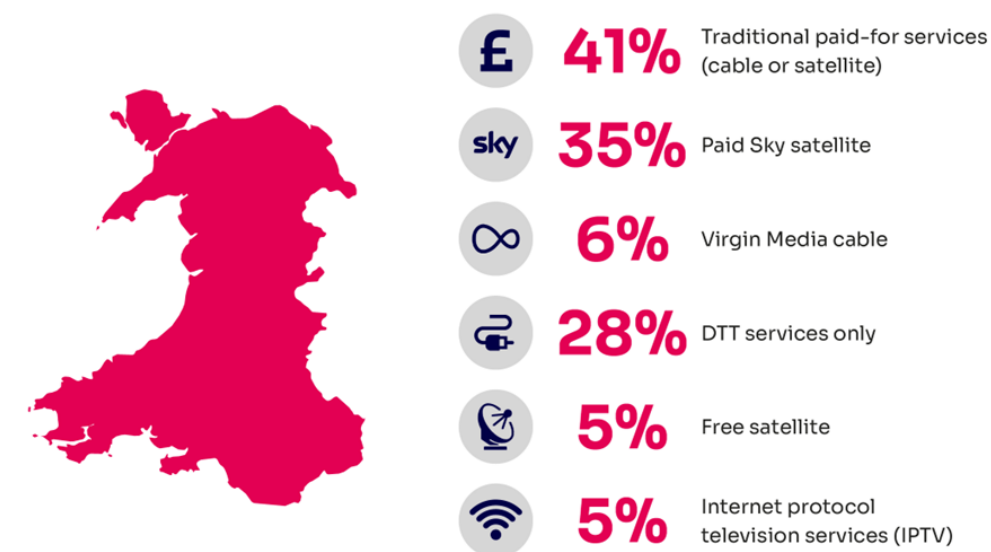 £ 41% Traditional paid-for services
(cable or satellite)
sky 35% Paid Sky satellite
6% Virgin Media cable
28% DTT services only
5% Free satellite
5% Internet protocol
television services (IPTV)